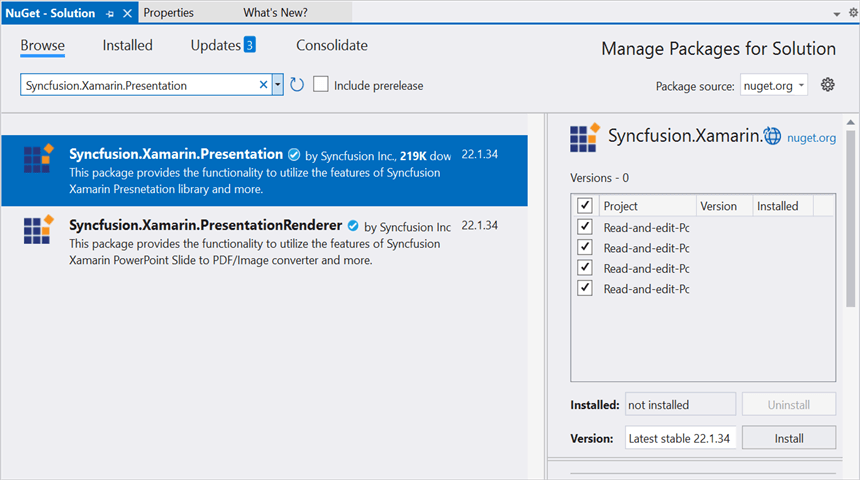 NuGet - Solution Properties What's New?
Browse Installed Updates 3 Consolidate Manage Packages for Solution
Syncfusion.Xamarin.Presentation Include prerelease Package source: nuget.org
Syncfusion.Xamarin.Presentation by Syncfusion Inc., 219K dow 22.1.34
This package provides the functionality to utilize the features of Syncfusion
Xamarin Presnetation library and more.
Syncfusion.Xamarin.PresentationRenderer by Syncfusion Inc 22.1.34
This package provides the functionality to utilize the features of Syncfusion
Xamarin PowerPoint Slide to PDF/Image converter and more.
Syncfusion.Xamarin. nuget.org
Versions - 0
Project Version Installed
Read-and-edit-Pc
Read-and-edit-Pc
Read-and-edit-Pc
Read-and-edit-Pc
Installed: not installed Uninstall
Version: Latest stable 22.1.34 Install